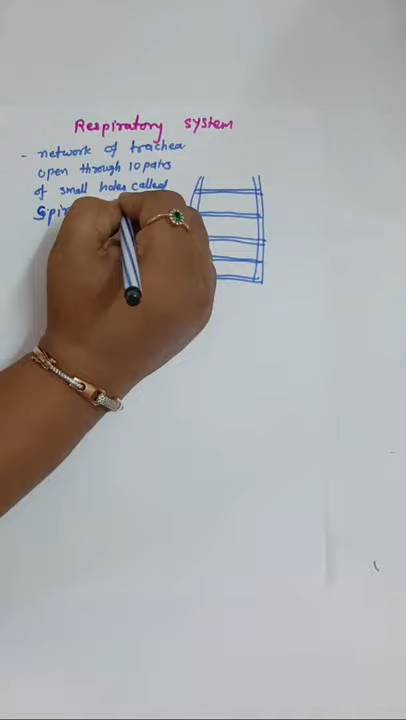 Respiratory system
- network of trachea
open through 10 pairs
of small holes called